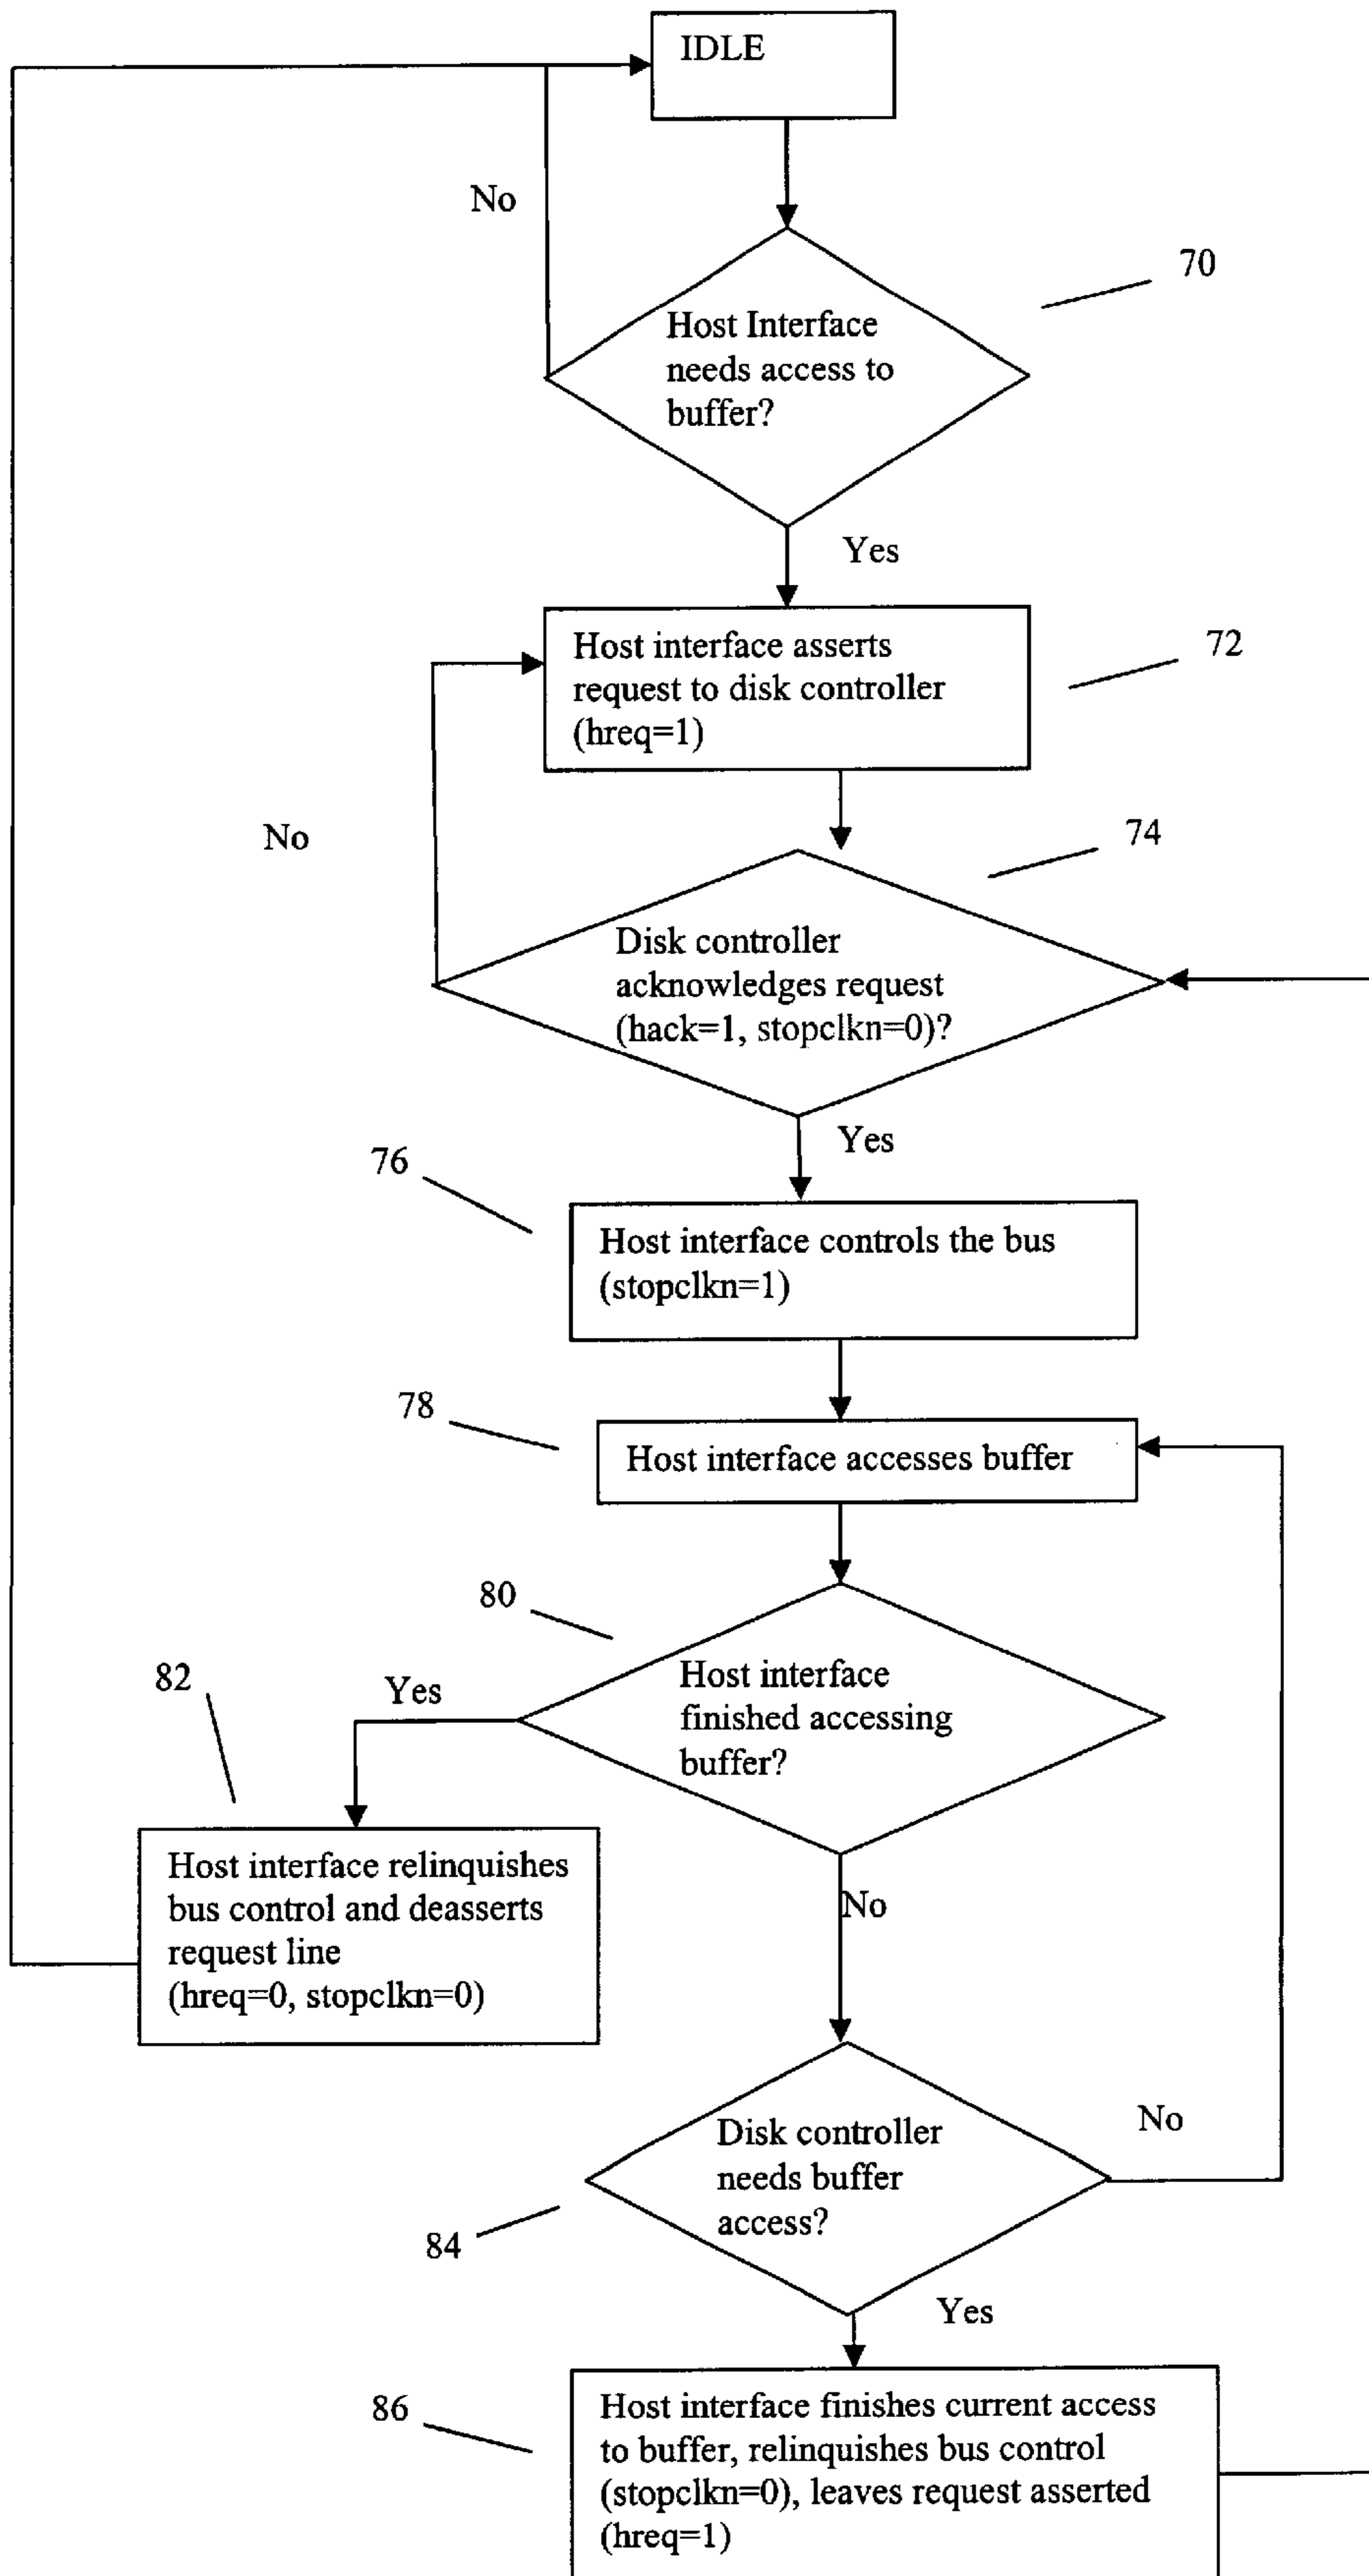 IDLE
No
70
Host Interface
needs access to
buffer?
Yes
Host interface asserts
request to disk controller
(hreq=1)
72
No
74
Disk controller
acknowledges request
(hack=1, stopclkn=0)?
Yes
76
Host interface controls the bus
(stopclkn=1)
78
Host interface accesses buffer
80
Host interface
finished accessing
buffer?
82
Yes
Host interface relinquishes
bus control and deasserts
request line
(hreq=0, stopclkn=0)
No
Disk controller
needs buffer
access?
No
84
Yes
86
Host interface finishes current access
to buffer, relinquishes bus control
(stopclkn=0), leaves request asserted
(hreq=1)